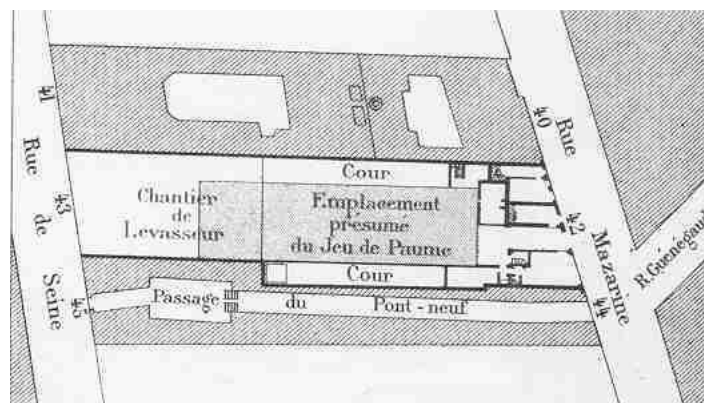 41
Rue
de
Seine
43
45
Rue
Mazarine
40
42
44
R. Guénégaud
Cour
Chantier
de
Levasseur
Emplacement
présumé
du Jeu de Paume
Cour
Passage
du
Pont-neuf